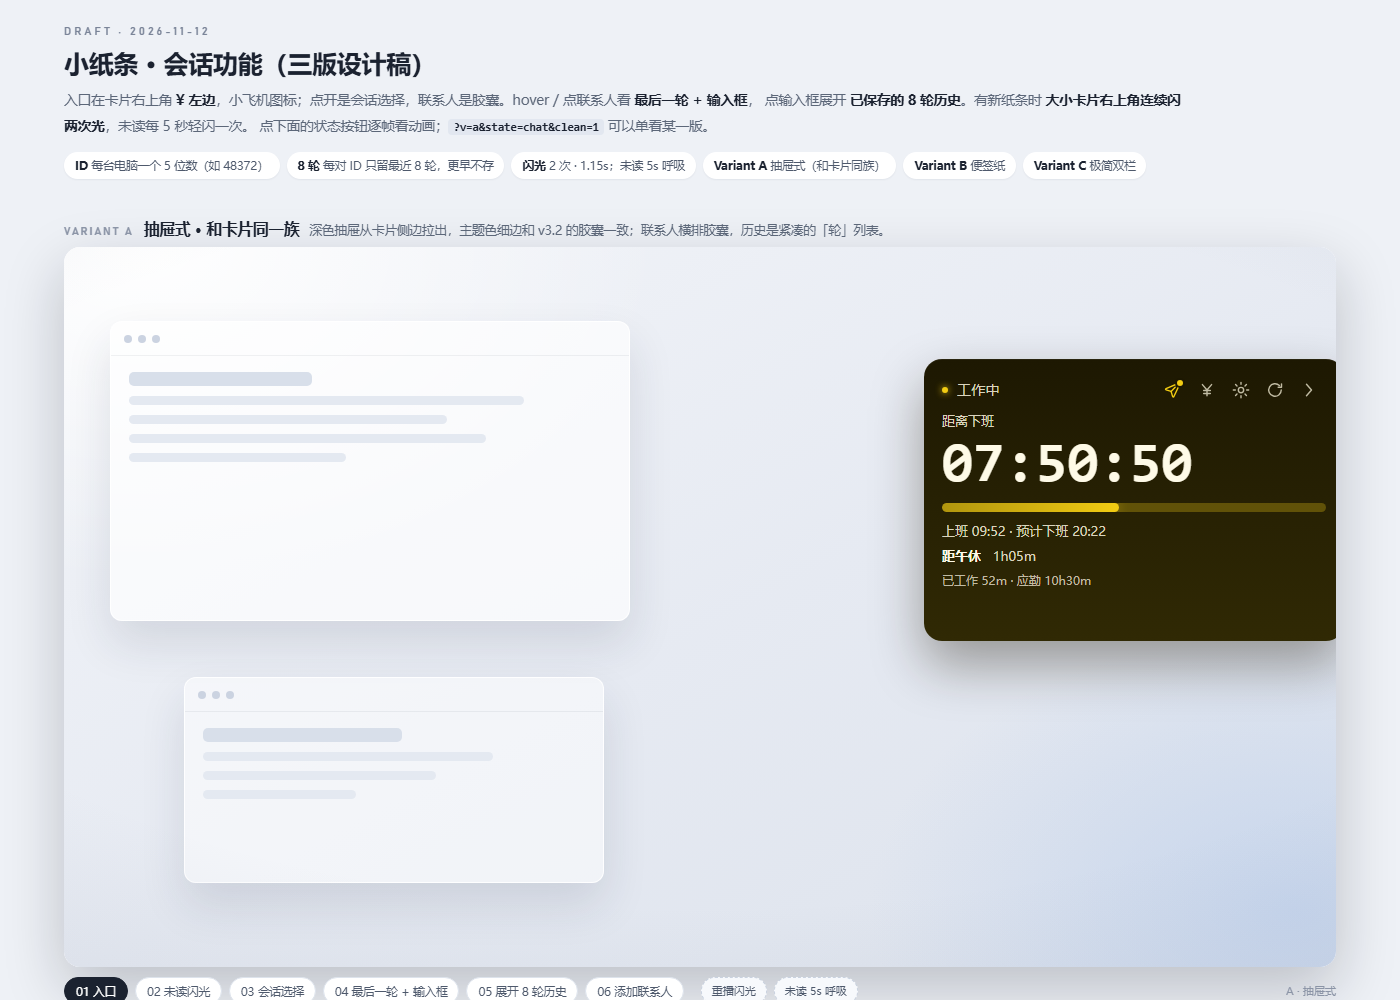 DRAFT · 2026-11-12
小纸条 • 会话功能（三版设计稿）
入口在卡片右上角 ¥ 左边，小飞机图标；点开是会话选择，联系人是胶囊。hover / 点联系人看 最后一轮 + 输入框， 点输入框展开 已保存的 8 轮历史。有新纸条时 大小卡片右上角连续闪
两次光，未读每 5 秒轻闪一次。 点下面的状态按钮逐帧看动画； ?v=a&state=chat&clean=1 可以单看某一版。
ID 每台电脑一个 5 位数（如 48372）
8 轮 每对 ID 只留最近 8 轮，更早不存
闪光 2 次 · 1.15s；未读 5s 呼吸
Variant A 抽屉式（和卡片同族）
Variant B 便签纸
Variant C 极简双栏
VARIANT A 抽屉式 • 和卡片同一族 深色抽屉从卡片侧边拉出，主题色细边和 v3.2 的胶囊一致；联系人横排胶囊，历史是紧凑的「轮」列表。
工作中 ¥
距离下班
07:50:50
上班 09:52 · 预计下班 20:22
距午休 1h05m
已工作 52m · 应勤 10h30m
01 入口
02 未读闪光
03 会话选择
04 最后一轮 + 输入框
05 展开 8 轮历史
06 添加联系人
重播闪光
未读 5s 呼吸
A · 抽屉式